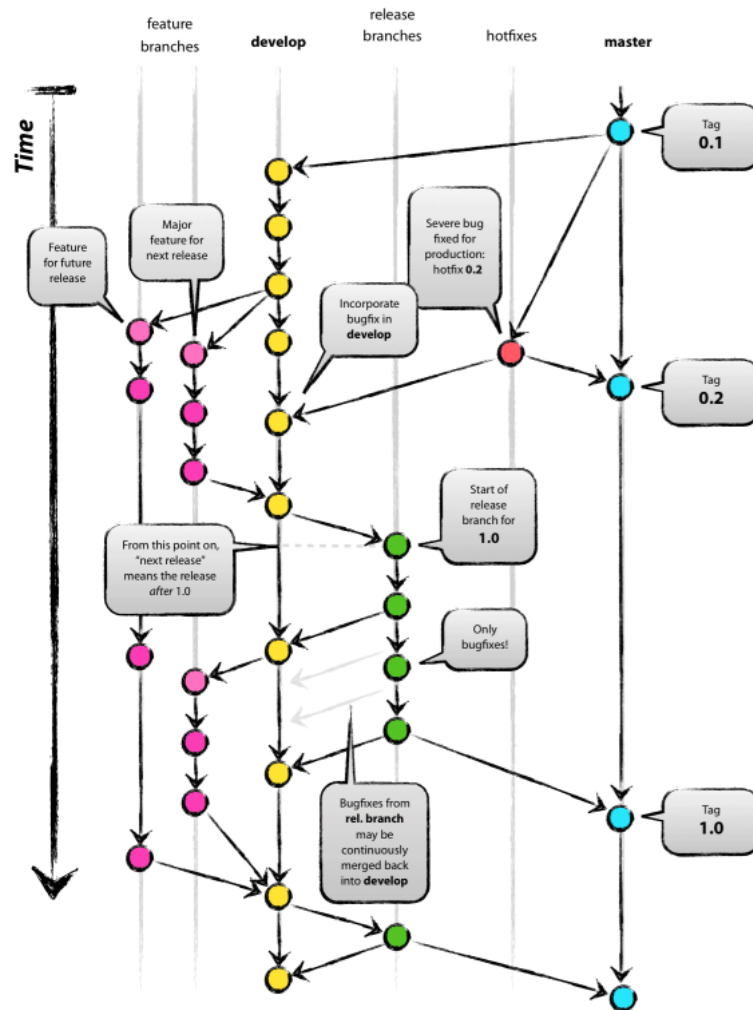 feature
branches
develop
release
branches
hotfixes
master
Time
Tag
0.1
Feature
for future
release
Major
feature for
next release
Severe bug
fixed for
production:
hotfix 0.2
Incorporate
bugfix in
develop
Tag
0.2
Start of
release
branch for
1.0
From this point on,
“next release”
means the release
after 1.0
Only
bugfixes!
Bugfixes from
rel. branch
may be
continuously
merged back
into develop
Tag
1.0